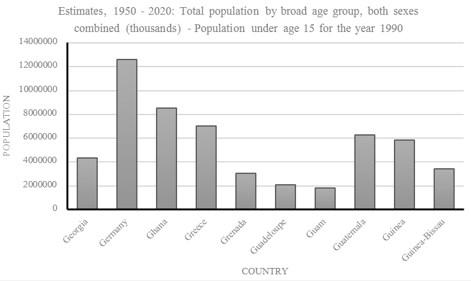 Estimates, 1950 - 2020: Total population by broad age group, both sexes
combined (thousands) - Population under age 15 for the year 1990
14000000
12000000
10000000
8000000
6000000
4000000
2000000
0
POPULATION
Georgia
Germany
Ghana
Greece
Grenada
Guadeloupe
Guam
Guatemala
Guinea
Guinea-Bissau
COUNTRY